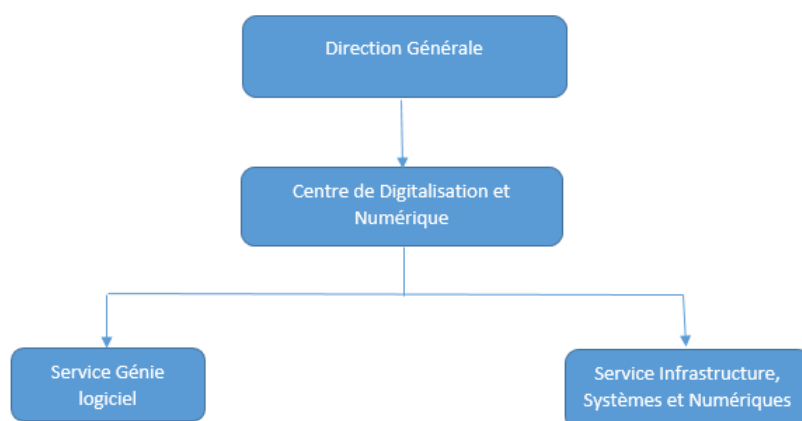 Direction Générale
Centre de Digitalisation et
Numérique
Service Génie
logiciel
Service Infrastructure,
Systèmes et Numériques